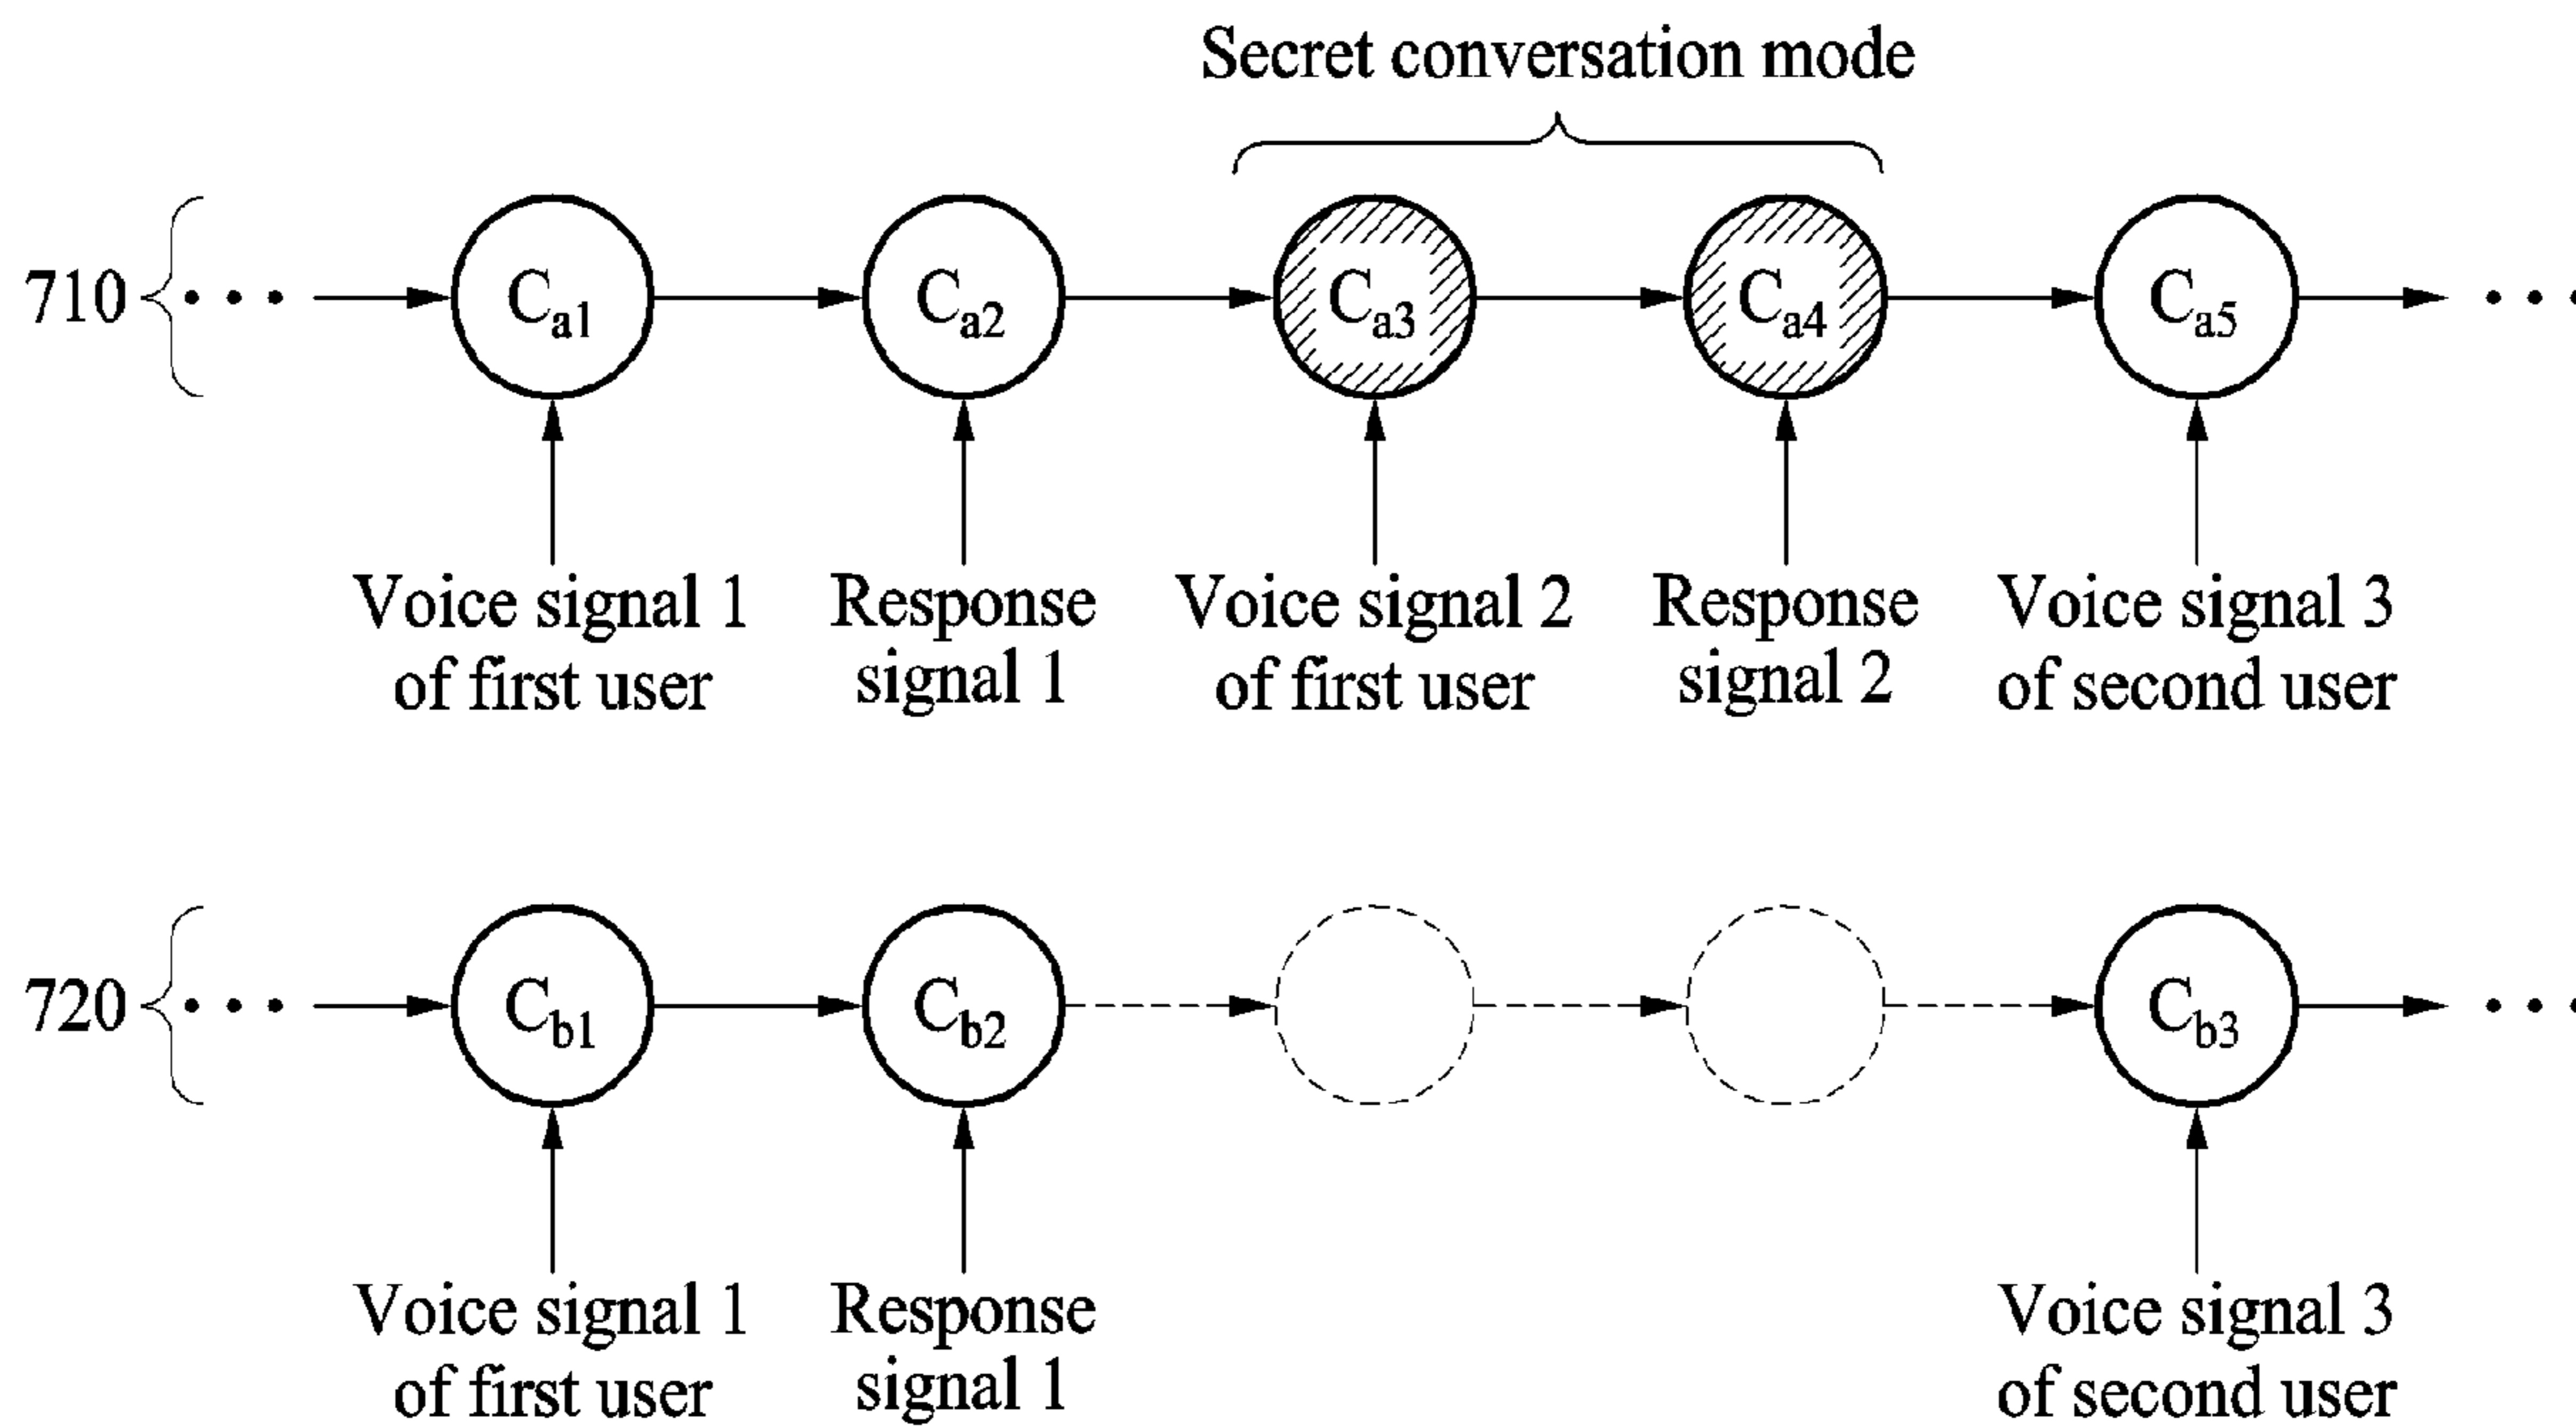 Secret conversation mode
710 { • • • Ca1 Ca2 Ca3 Ca4 Ca5 • • •
Voice signal 1 Response Voice signal 2 Response Voice signal 3
of first user signal 1 of first user signal 2 of second user
720 { • • • Cb1 Cb2 Cb3 • • •
Voice signal 1 Response Voice signal 3
of first user signal 1 of second user